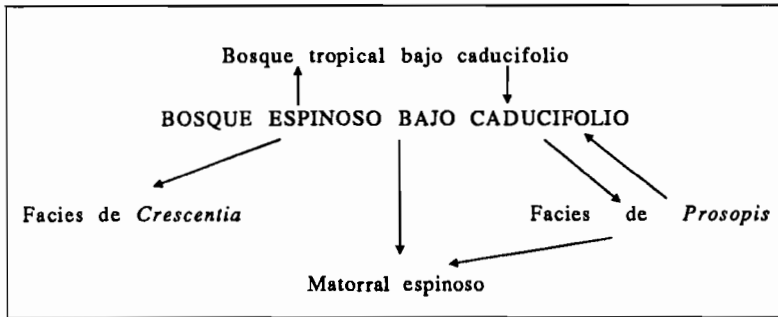 Bosque tropical bajo caducifolio
BOSQUE ESPINOSO BAJO CADUCIFOLIO
Facies de Crescentia
Facies de Prosopis
Matorral espinoso